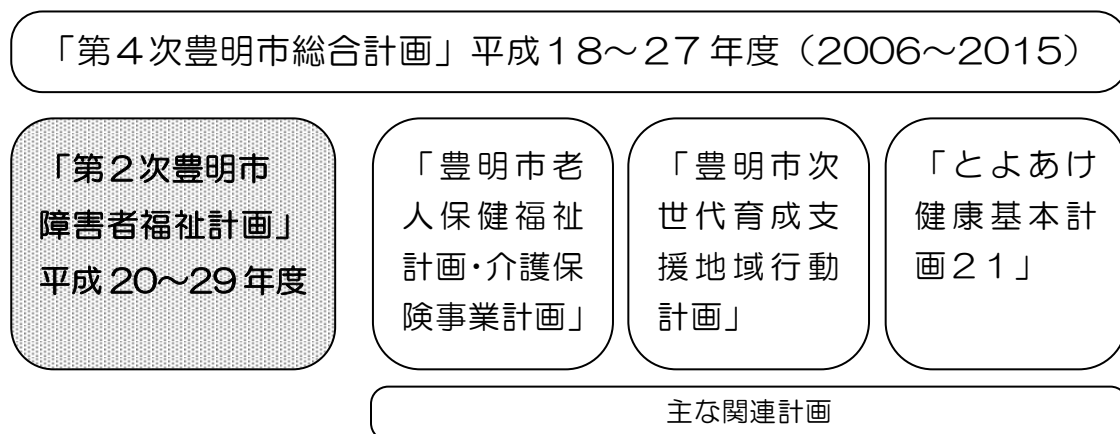 「第４次豊明市総合計画」平成１８～２７年度（2006～2015）
「第２次豊明市
障害者福祉計画」
平成20～29年度
「豊明市老
人保健福祉
計画・介護保
険事業計画」
「豊明市次
世代育成支
援地域行動
計画」
「とよあけ
健康基本計
画２１」
主な関連計画